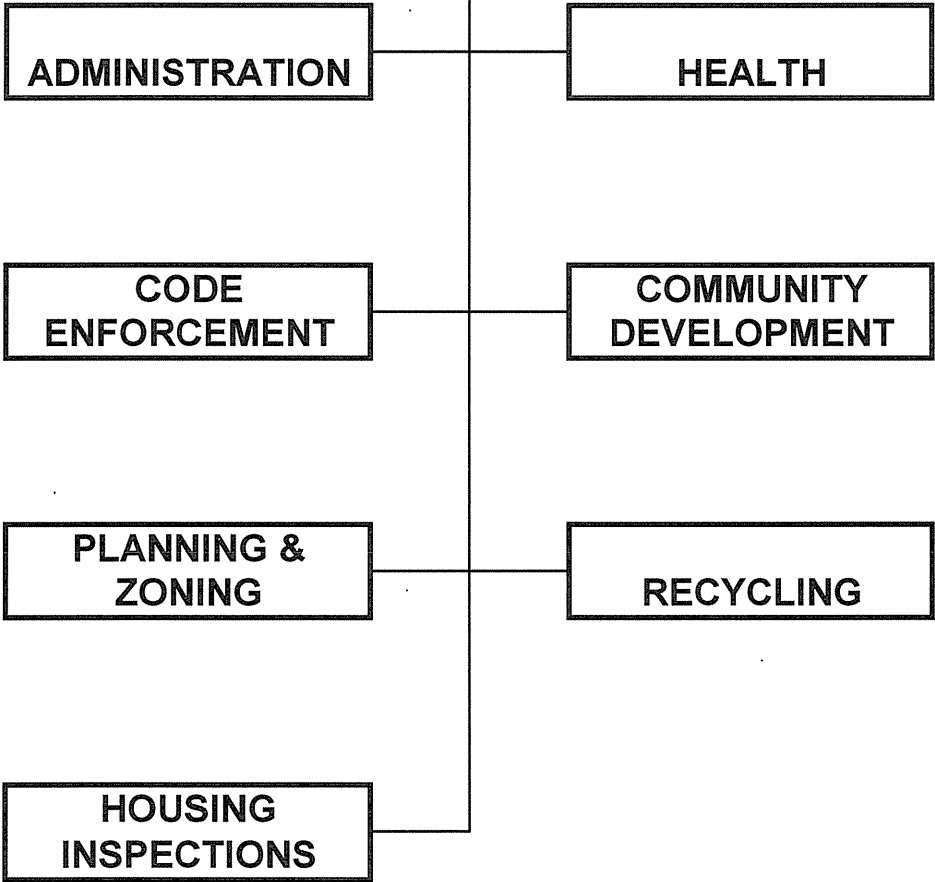 ADMINISTRATION
HEALTH
CODE
ENFORCEMENT
COMMUNITY
DEVELOPMENT
PLANNING &
ZONING
RECYCLING
HOUSING
INSPECTIONS